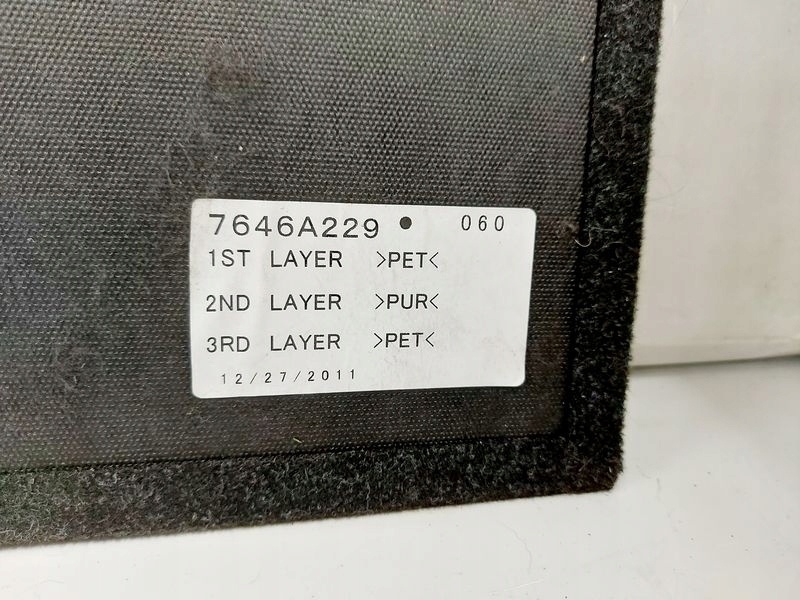 7646A229 ● 060
1ST LAYER >PET<
2ND LAYER >PUR<
3RD LAYER >PET<
12/27/2011